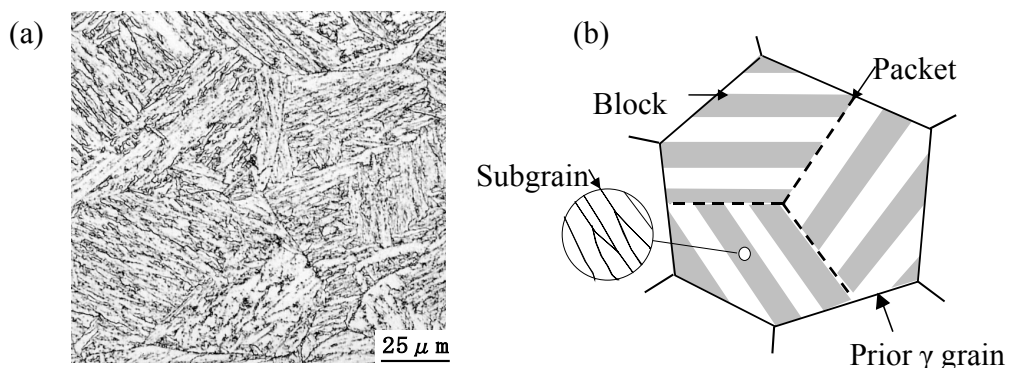 (a)
25 μm
(b)
Packet
Block
Subgrain
Prior γ grain